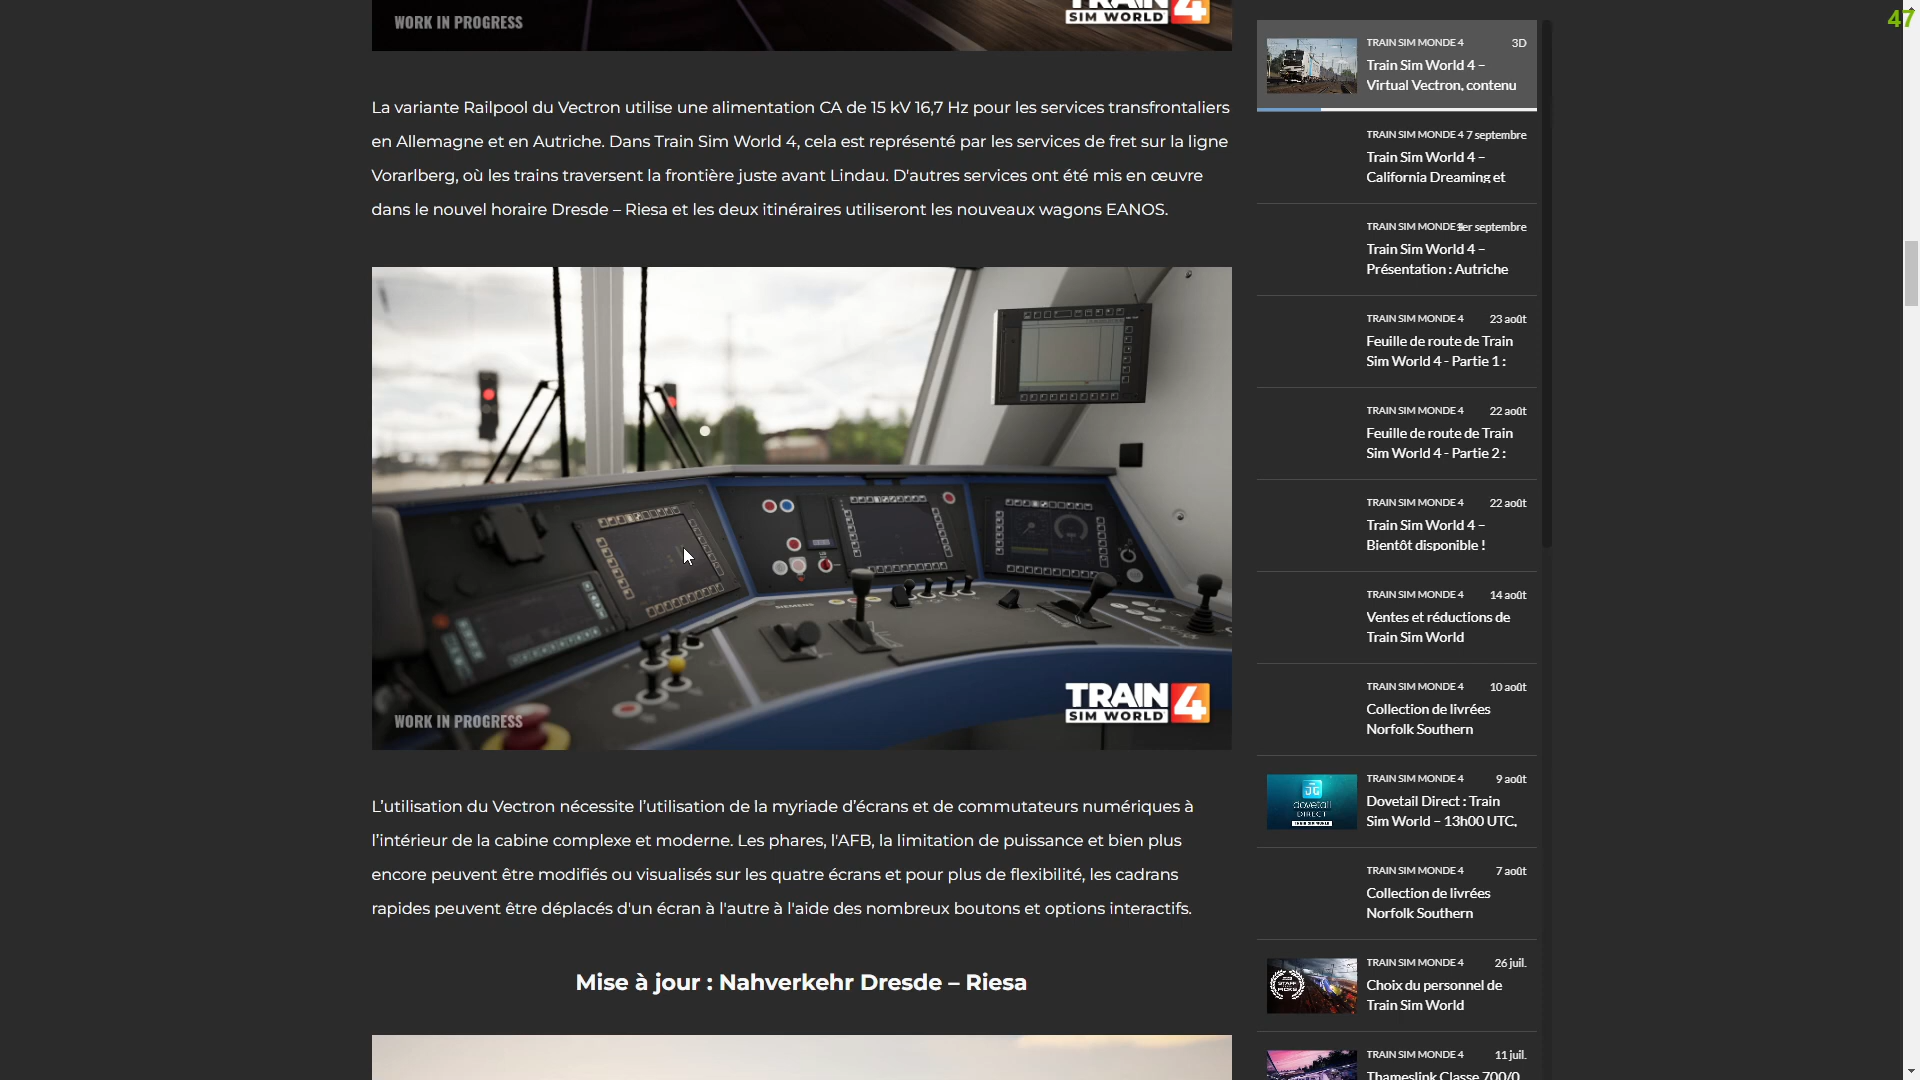 47
WORK IN PROGRESS
TRAIN
SIM WORLD 4
La variante Railpool du Vectron utilise une alimentation CA de 15 kV 16,7 Hz pour les services transfrontaliers
en Allemagne et en Autriche. Dans Train Sim World 4, cela est représenté par les services de fret sur la ligne
Vorarlberg, où les trains traversent la frontière juste avant Lindau. D'autres services ont été mis en œuvre
dans le nouvel horaire Dresde – Riesa et les deux itinéraires utiliseront les nouveaux wagons EANOS.
SIEMENS
WORK IN PROGRESS
TRAIN
SIM WORLD 4
L’utilisation du Vectron nécessite l’utilisation de la myriade d’écrans et de commutateurs numériques à
l’intérieur de la cabine complexe et moderne. Les phares, l'AFB, la limitation de puissance et bien plus
encore peuvent être modifiés ou visualisés sur les quatre écrans et pour plus de flexibilité, les cadrans
rapides peuvent être déplacés d'un écran à l'autre à l'aide des nombreux boutons et options interactifs.
Mise à jour : Nahverkehr Dresde – Riesa
TRAIN SIM MONDE 4 3D
Train Sim World 4 –
Virtual Vectron, contenu
TRAIN SIM MONDE 4 7 septembre
Train Sim World 4 –
California Dreaming et
TRAIN SIM MONDE 4 1er septembre
Train Sim World 4 –
Présentation : Autriche
TRAIN SIM MONDE 4 23 août
Feuille de route de Train
Sim World 4 - Partie 1 :
TRAIN SIM MONDE 4 22 août
Feuille de route de Train
Sim World 4 - Partie 2 :
TRAIN SIM MONDE 4 22 août
Train Sim World 4 –
Bientôt disponible !
TRAIN SIM MONDE 4 14 août
Ventes et réductions de
Train Sim World
TRAIN SIM MONDE 4 10 août
Collection de livrées
Norfolk Southern
dovetail
DIRECT
TRAIN SIM MONDE 4 9 août
Dovetail Direct : Train
Sim World – 13h00 UTC,
TRAIN SIM MONDE 4 7 août
Collection de livrées
Norfolk Southern
STAFF
PICKS
TRAIN SIM MONDE 4 26 juil.
Choix du personnel de
Train Sim World
TRAIN SIM MONDE 4 11 juil.
Thameslink Classe 700/0